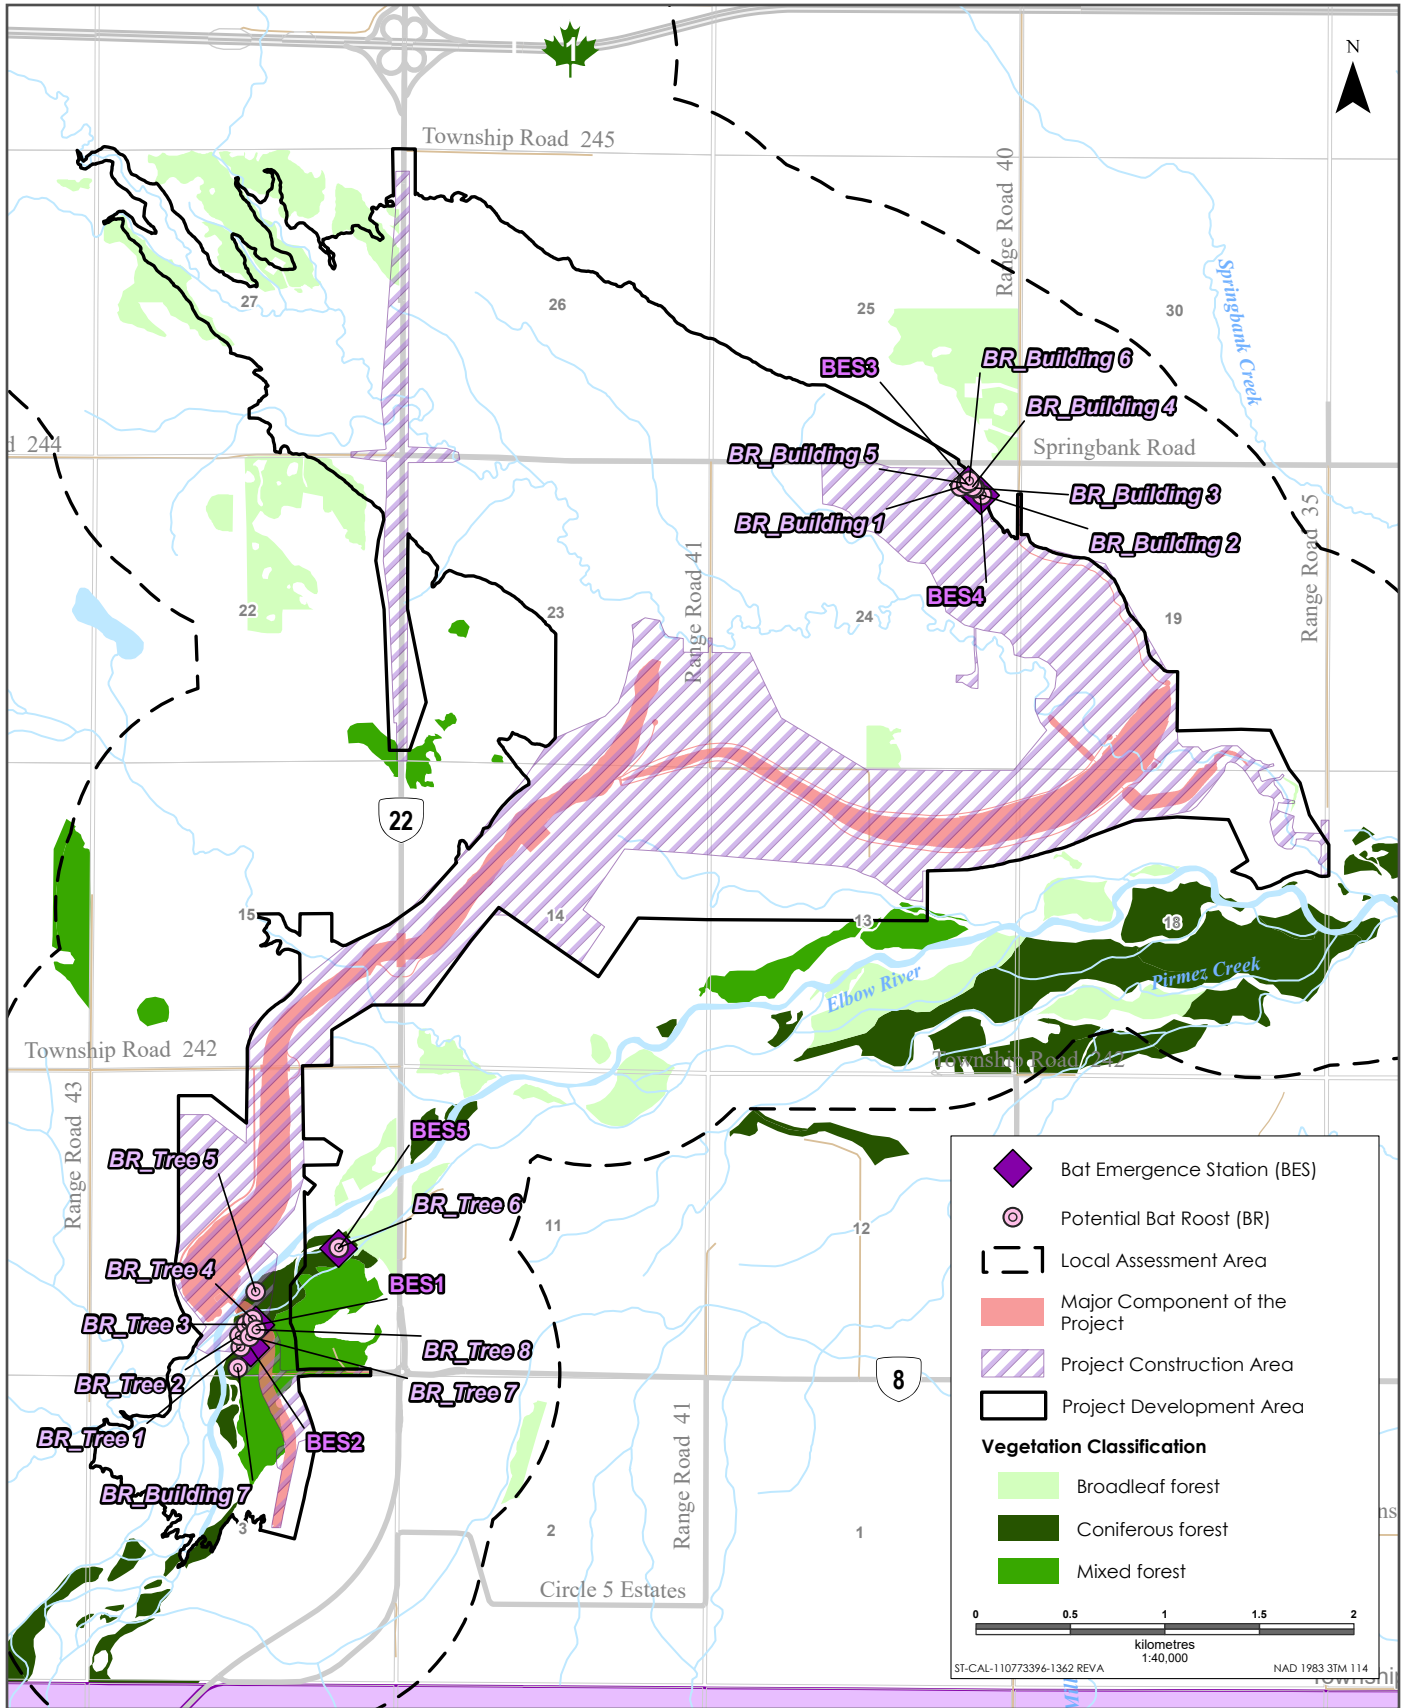 1
N
Township Road 245
Range Road 40
Springbank Creek
27
26
25
30
BES3
BR_Building 6
BR_Building 4
d 244
Springbank Road
BR_Building 5
BR_Building 3
BR_Building 1
BR_Building 2
Range Road 35
Range Road 41
BES4
22
23
24
19
22
15
14
13
18
Elbow River
Pirmez Creek
Township Road 242
Township Road 242
Range Road 43
BES5
BR_Tree 5
BR_Tree 6
11
12
BR_Tree 4
BES1
BR_Tree 3
BR_Tree 8
BR_Tree 2
BR_Tree 7
8
BR_Tree 1
BES2
Range Road 41
BR_Building 7
3
2
1
Circle 5 Estates
Bat Emergence Station (BES)
Potential Bat Roost (BR)
Local Assessment Area
Major Component of the
Project
Project Construction Area
Project Development Area
Vegetation Classification
Broadleaf forest
Coniferous forest
Mixed forest
0 0.5 1 1.5 2
kilometres
1:40,000
ST-CAL-110773396-1362 REVA
NAD 1983 3TM 114